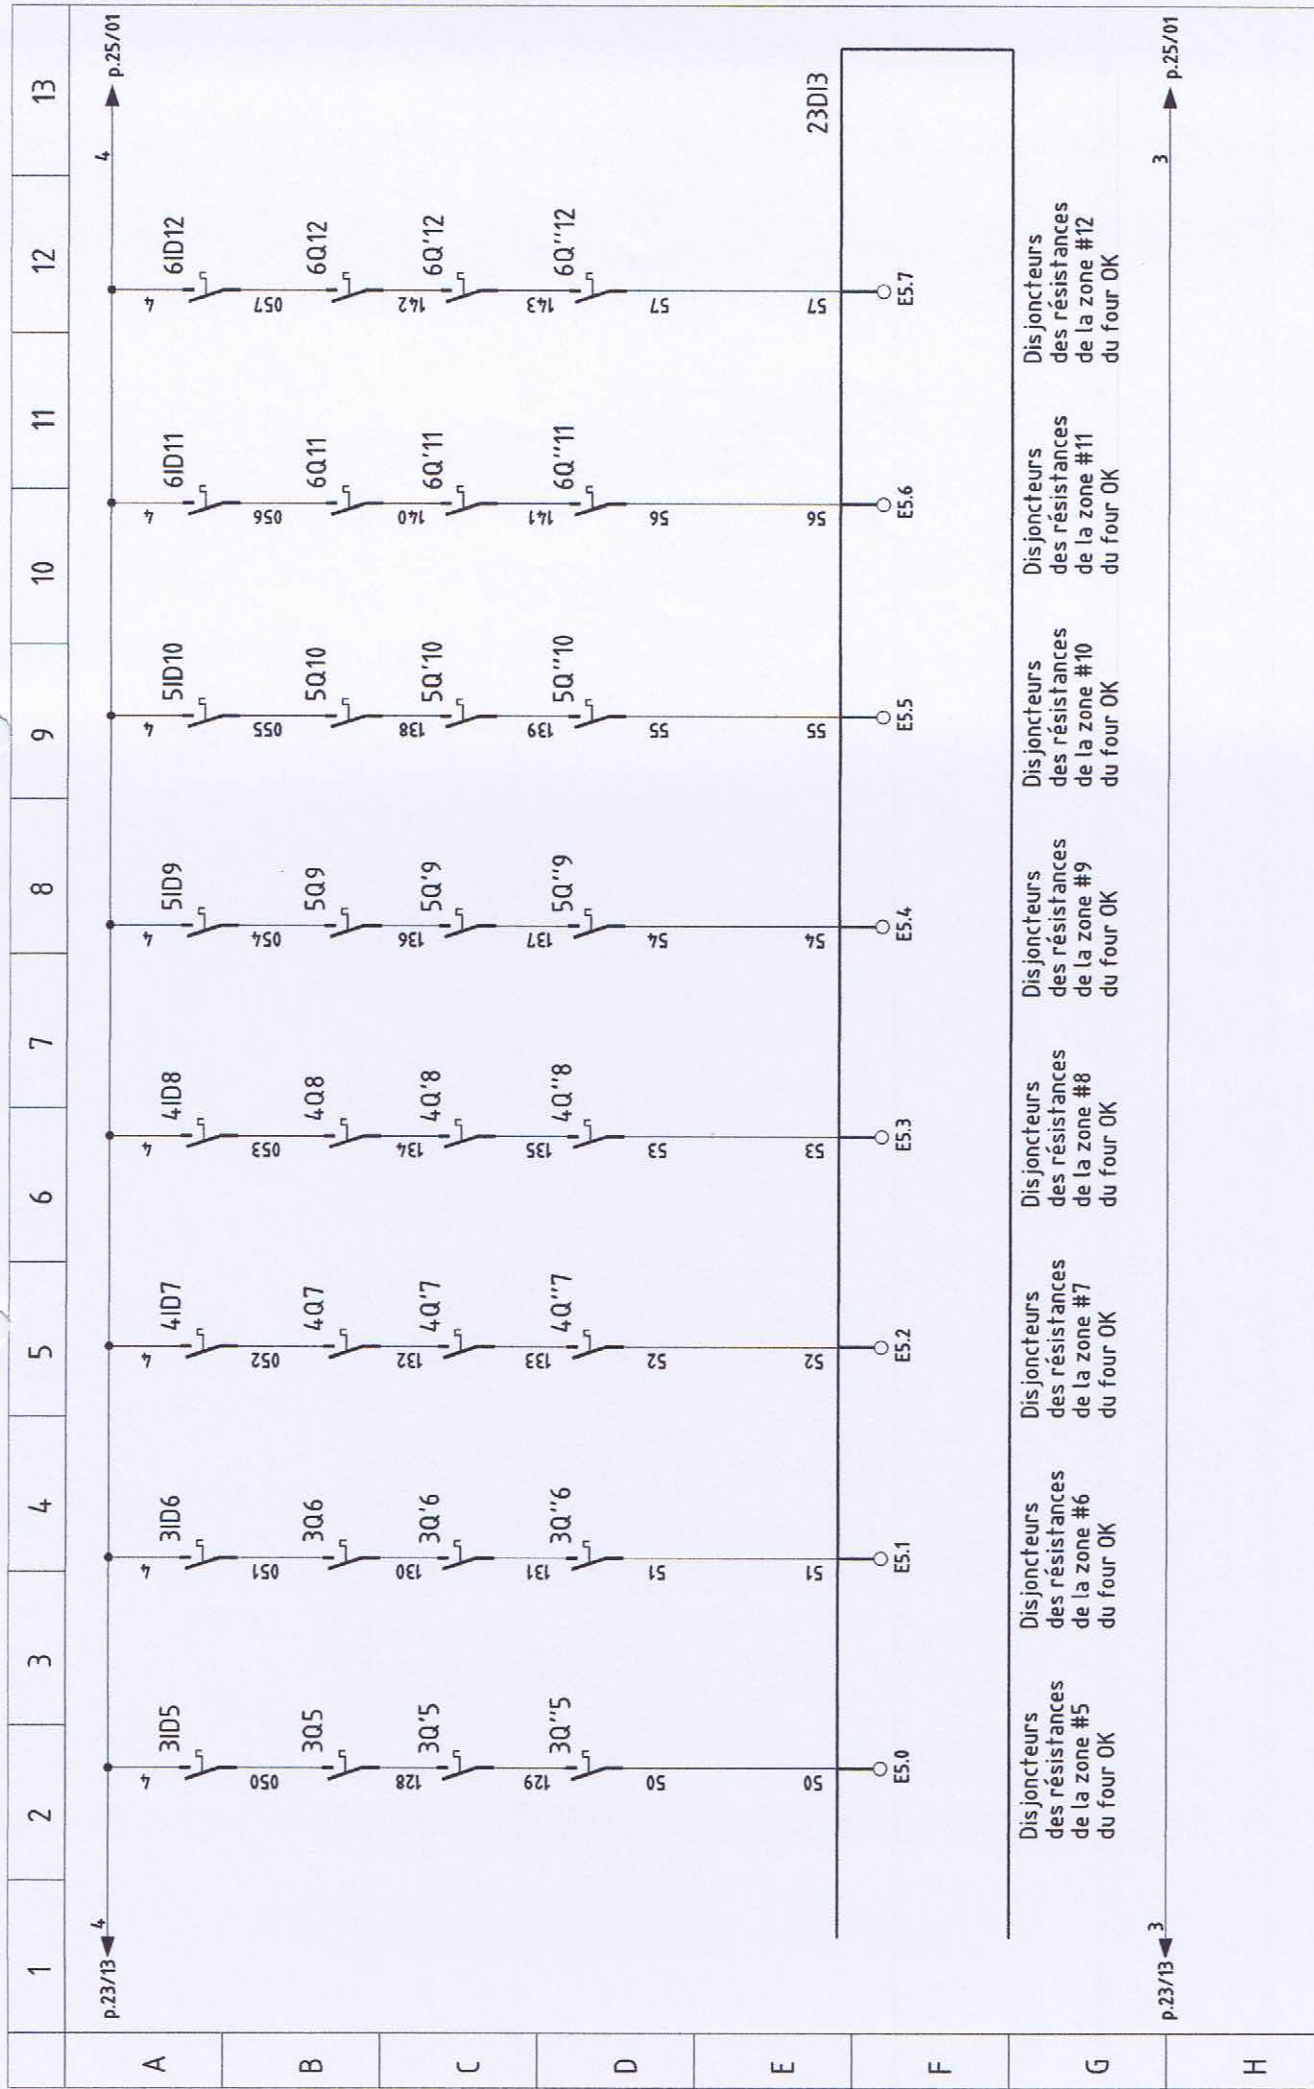 1 2 3 4 5 6 7 8 9 10 11 12 13
A
B
C
D
E
F
G
H
p.23/13 4
4 p.25/01
3ID5 3ID6 4ID7 4ID8 5ID9 5ID10 6ID11 6ID12
4 4 4 4 4 4 4 4
050 051 052 053 054 055 056 057
3Q5 3Q6 4Q7 4Q8 5Q9 5Q10 6Q11 6Q12
128 130 132 134 136 138 140 142
3Q'5 3Q'6 4Q'7 4Q'8 5Q'9 5Q'10 6Q'11 6Q'12
129 131 133 135 137 139 141 143
3Q''5 3Q''6 4Q''7 4Q''8 5Q''9 5Q''10 6Q''11 6Q''12
50 51 52 53 54 55 56 57
50 51 52 53 54 55 56 57
23DI3
E5.0 E5.1 E5.2 E5.3 E5.4 E5.5 E5.6 E5.7
Disjoncteurs
des résistances
de la zone #5
du four OK
Disjoncteurs
des résistances
de la zone #6
du four OK
Disjoncteurs
des résistances
de la zone #7
du four OK
Disjoncteurs
des résistances
de la zone #8
du four OK
Disjoncteurs
des résistances
de la zone #9
du four OK
Disjoncteurs
des résistances
de la zone #10
du four OK
Disjoncteurs
des résistances
de la zone #11
du four OK
Disjoncteurs
des résistances
de la zone #12
du four OK
p.23/13 3
3 p.25/01